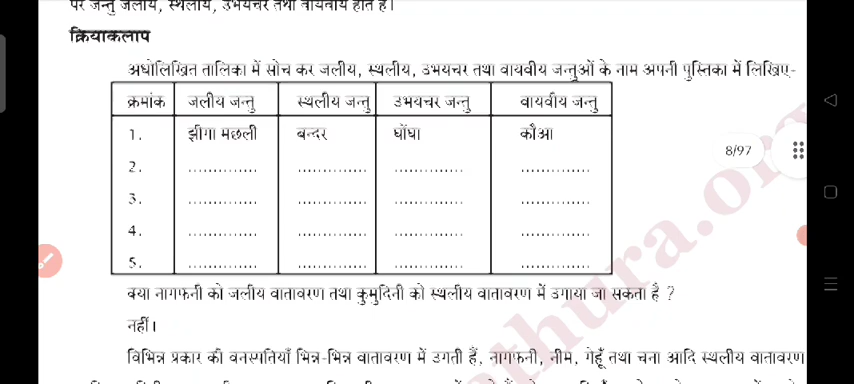 पर जन्तु जलीय, स्थलीय, उभयचर तथा वायवीय होते हैं।
क्रियाकलाप
अधोलिखित तालिका में सोच कर जलीय, स्थलीय, उभयचर तथा वायवीय जन्तुओं के नाम अपनी पुस्तिका में लिखिए-
क्रमांक जलीय जन्तु स्थलीय जन्तु उभयचर जन्तु वायवीय जन्तु
1. झींगा मछली बन्दर घोंघा कौआ
2. .............. .............. .............. ..............
3. .............. .............. .............. ..............
4. .............. .............. .............. ..............
5. .............. .............. .............. ..............
8/97
क्या नागफनी को जलीय वातावरण तथा कुमुदिनी को स्थलीय वातावरण में उगाया जा सकता है ?
नहीं।
विभिन्न प्रकार की वनस्पतियाँ भिन्न-भिन्न वातावरण में उगती हैं, नागफनी, नीम, गेहूँ तथा चना आदि स्थलीय वातावरण